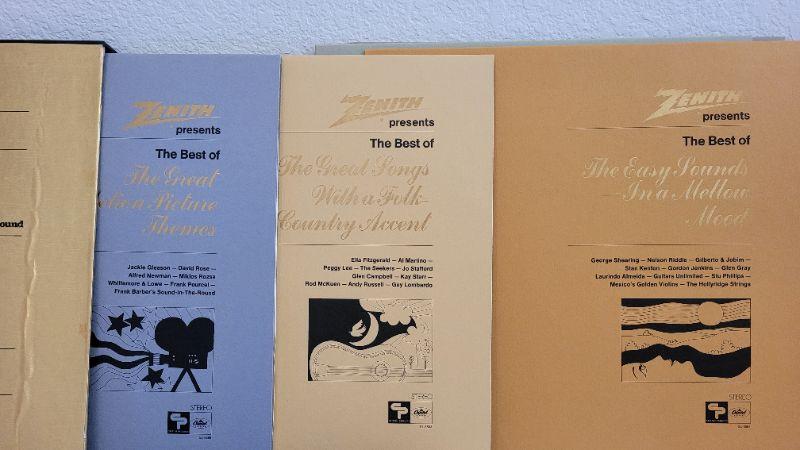 ound
ZENITH
presents
The Best of
The Great
Picture
Themes
Jackie Gleason — David Rose —
Alfred Newman — Miklos Rozsa
Whittemore & Lowe — Frank Pourcel —
Frank Barber's Sound-In-The-Round
STEREO
Capitol
ZENITH
presents
The Best of
The Great Songs
With a Folk-
Country Accent
Ella Fitzgerald — Al Martino —
Peggy Lee — The Seekers — Jo Stafford
Glen Campbell — Kay Starr —
Rod McKuen — Andy Russell — Guy Lombardo
STEREO
Capitol
ZENITH
presents
The Best of
The Easy Sounds
In a Mellow
Mood
George Shearing — Nelson Riddle — Gilberto & Jobim —
Stan Kenton — Gordon Jenkins — Glen Gray
Laurindo Almeida — Guitars Unlimited — Stu Phillips —
Mexico's Golden Violins — The Hollyridge Strings
STEREO
Capitol